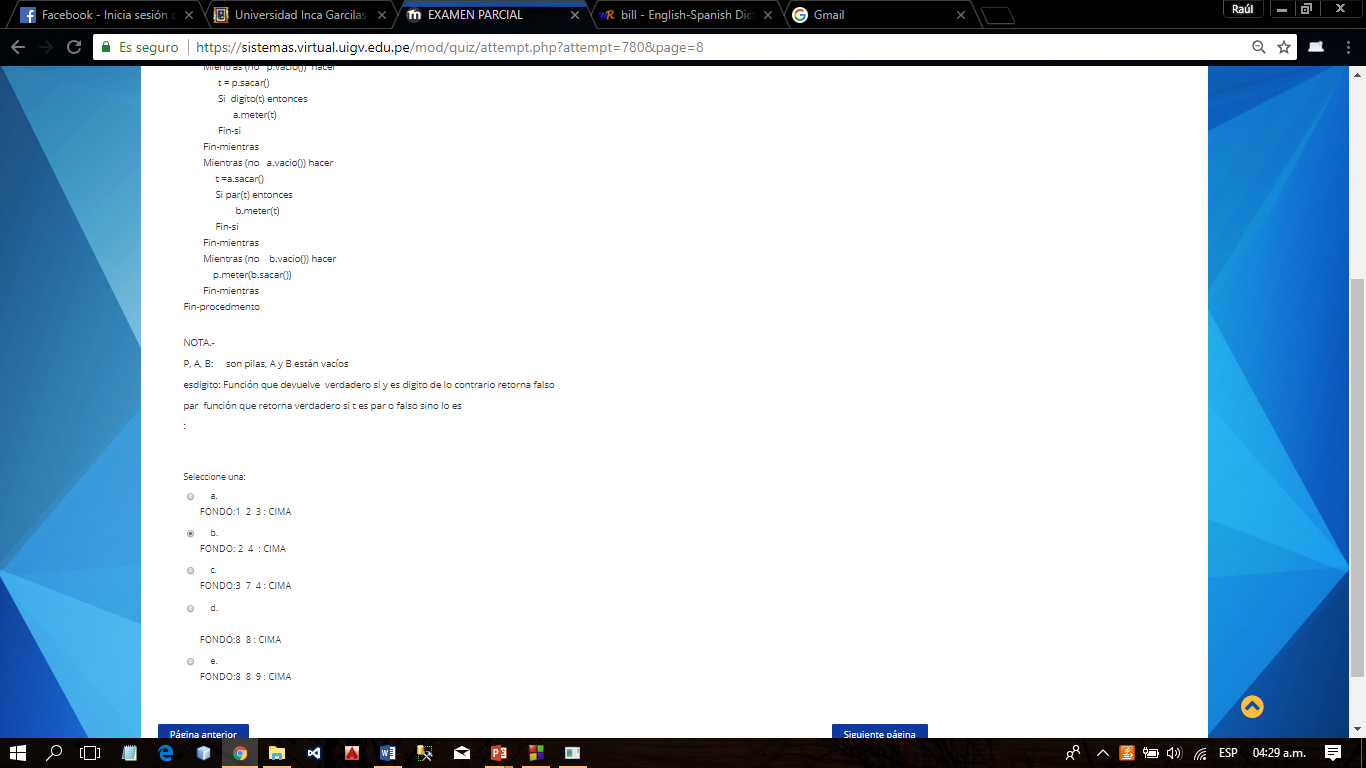 Facebook - Inicia sesión o
Universidad Inca Garcilas
EXAMEN PARCIAL
bill - English-Spanish Dict
Gmail
Raúl
Es seguro
https://sistemas.virtual.uigv.edu.pe/mod/quiz/attempt.php?attempt=780&page=8
Mientras (no p.vacio()) hacer
t = p.sacar()
Si digito(t) entonces
a.meter(t)
Fin-si
Fin-mientras
Mientras (no a.vacio()) hacer
t =a.sacar()
Si par(t) entonces
b.meter(t)
Fin-si
Fin-mientras
Mientras (no b.vacio()) hacer
p.meter(b.sacar())
Fin-mientras
Fin-procedmento
NOTA.-
P, A, B: son pilas, A y B están vacíos
esdigito: Función que devuelve verdadero si y es digito de lo contrario retorna falso
par función que retorna verdadero si t es par o falso sino lo es
:
Seleccione una:
a.
FONDO:1 2 3 : CIMA
b.
FONDO: 2 4 : CIMA
c.
FONDO:3 7 4 : CIMA
d.
FONDO:8 8 : CIMA
e.
FONDO:8 8 9 : CIMA
Página anterior
Siguiente página
ESP
04:29 a.m.